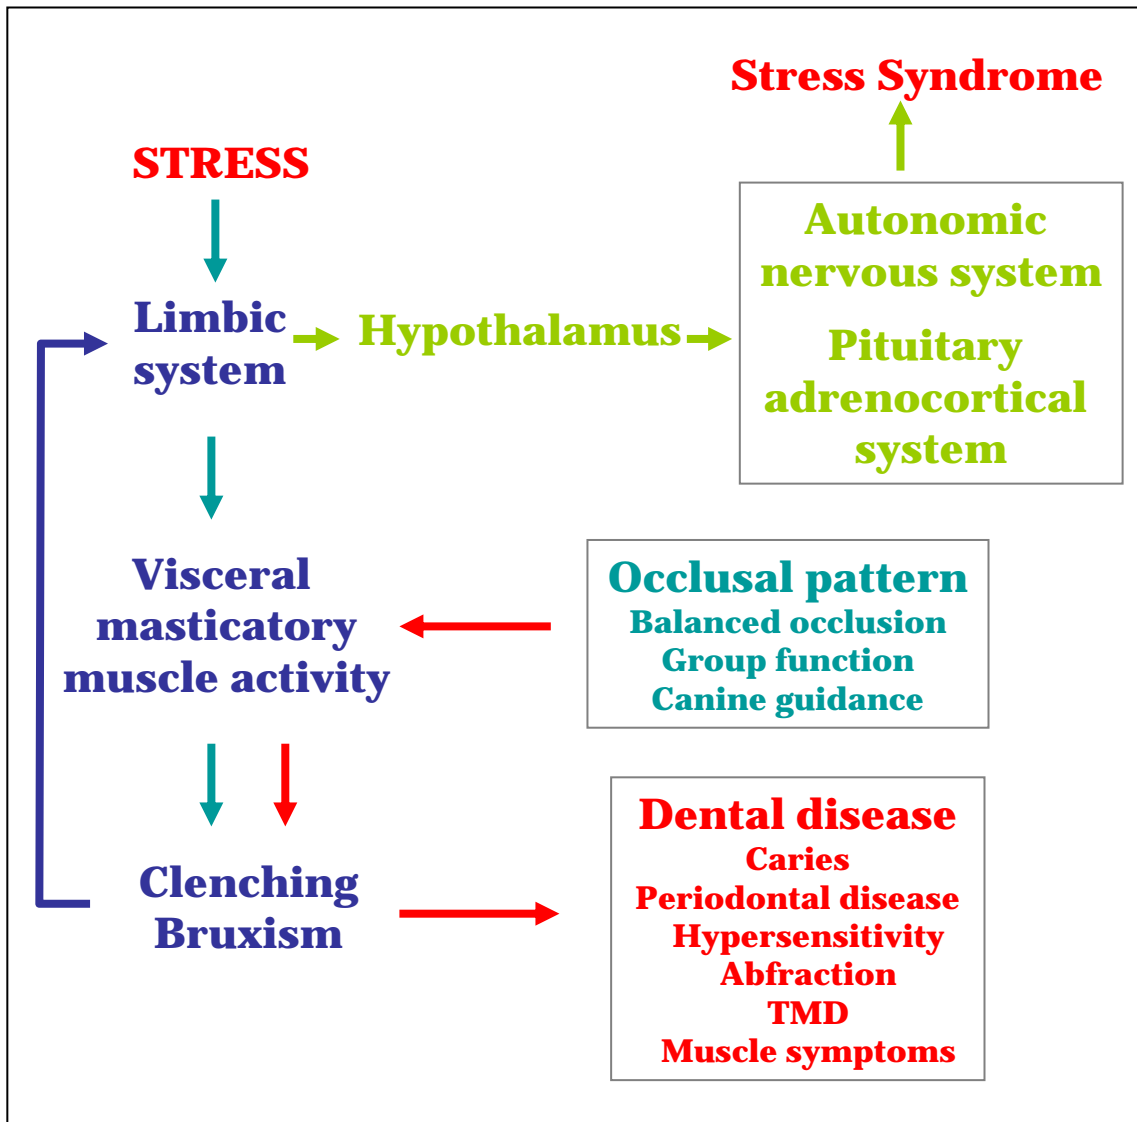 Stress Syndrome
STRESS
Autonomic
nervous system
Limbic
system
Hypothalamus
Pituitary
adrenocortical
system
Visceral
masticatory
muscle activity
Occlusal pattern
Balanced occlusion
Group function
Canine guidance
Clenching
Bruxism
Dental disease
Caries
Periodontal disease
Hypersensitivity
Abfraction
TMD
Muscle symptoms